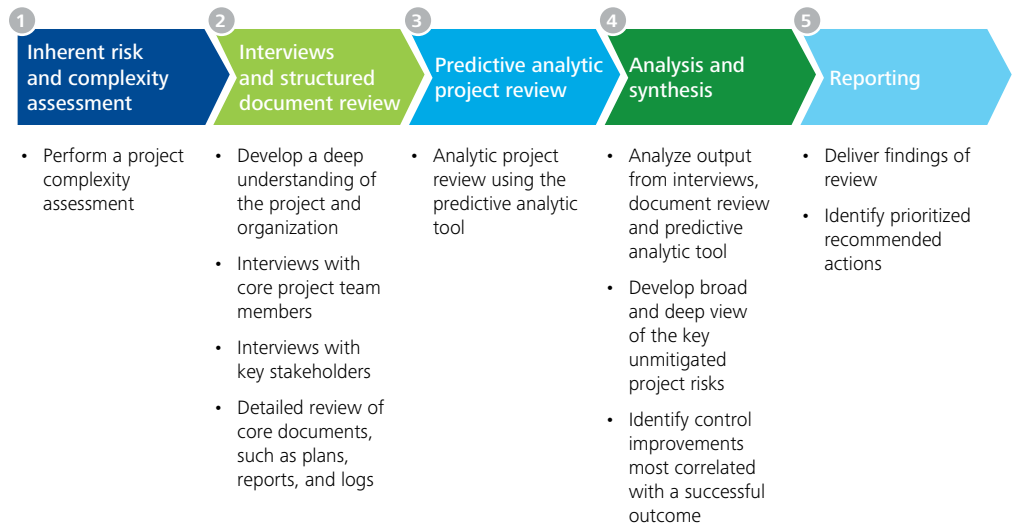 1
Inherent risk
and complexity
assessment
• Perform a project
complexity
assessment
2
Interviews
and structured
document review
• Develop a deep
understanding of
the project and
organization
• Interviews with
core project team
members
• Interviews with
key stakeholders
• Detailed review of
core documents,
such as plans,
reports, and logs
3
Predictive analytic
project review
• Analytic project
review using the
predictive analytic
tool
4
Analysis and
synthesis
• Analyze output
from interviews,
document review
and predictive
analytic tool
• Develop broad
and deep view
of the key
unmitigated
project risks
• Identify control
improvements
most correlated
with a successful
outcome
5
Reporting
• Deliver findings of
review
• Identify prioritized
recommended
actions